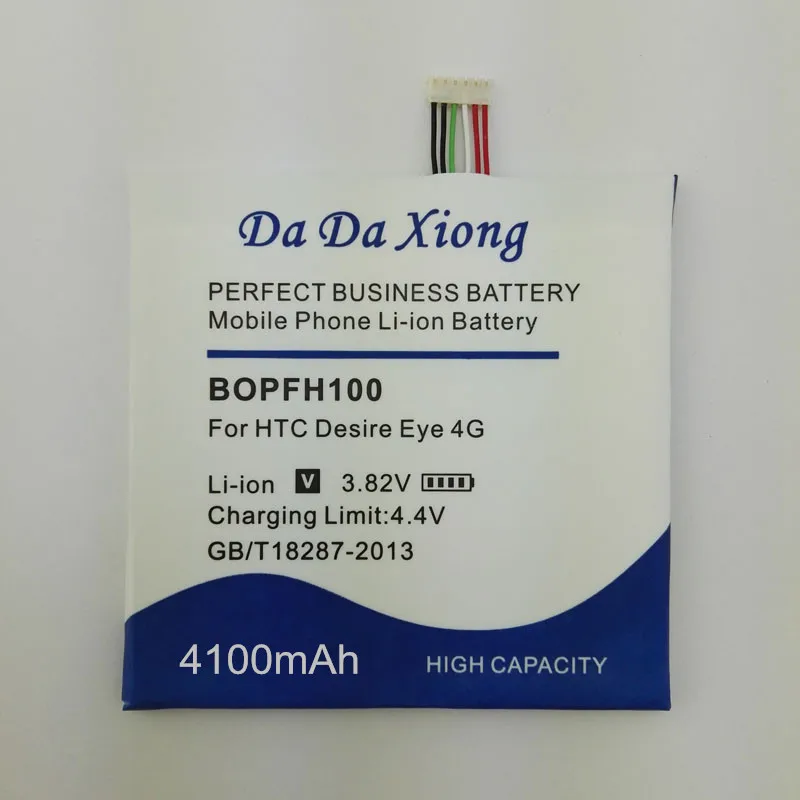 Da Da Xiong
PERFECT BUSINESS BATTERY
Mobile Phone Li-ion Battery
BOPFH100
For HTC Desire Eye 4G
Li-ion V 3.82V
Charging Limit:4.4V
GB/T18287-2013
4100mAh
HIGH CAPACITY